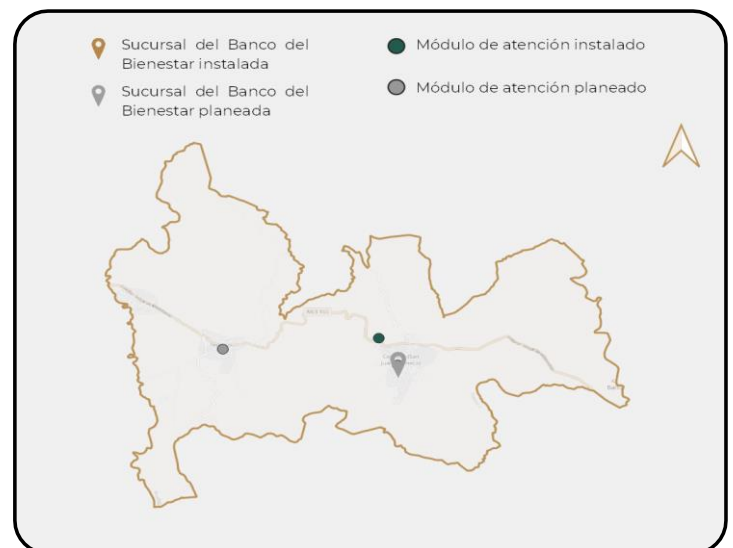 Sucursal del Banco del
Bienestar instalada
Sucursal del Banco del
Bienestar planeada
Módulo de atención instalado
Módulo de atención planeado